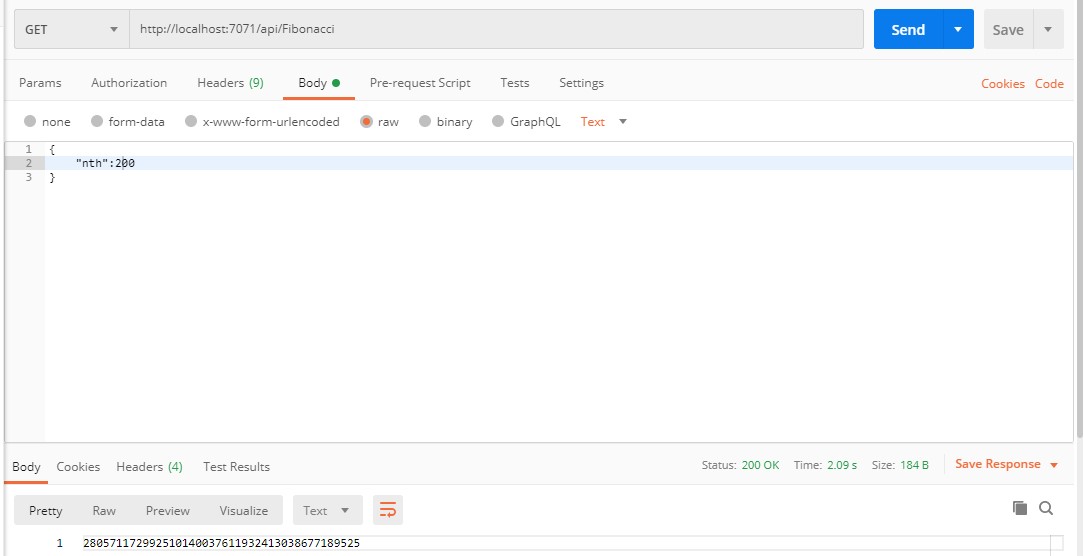 GET http://localhost:7071/api/Fibonacci Send Save
Params Authorization Headers (9) Body Pre-request Script Tests Settings Cookies Code
none form-data x-www-form-urlencoded raw binary GraphQL Text
1 {
2 "nth":200
3 }
Body Cookies Headers (4) Test Results Status: 200 OK Time: 2.09 s Size: 184 B Save Response
Pretty Raw Preview Visualize Text
1 280571172992510140037611932413038677189525